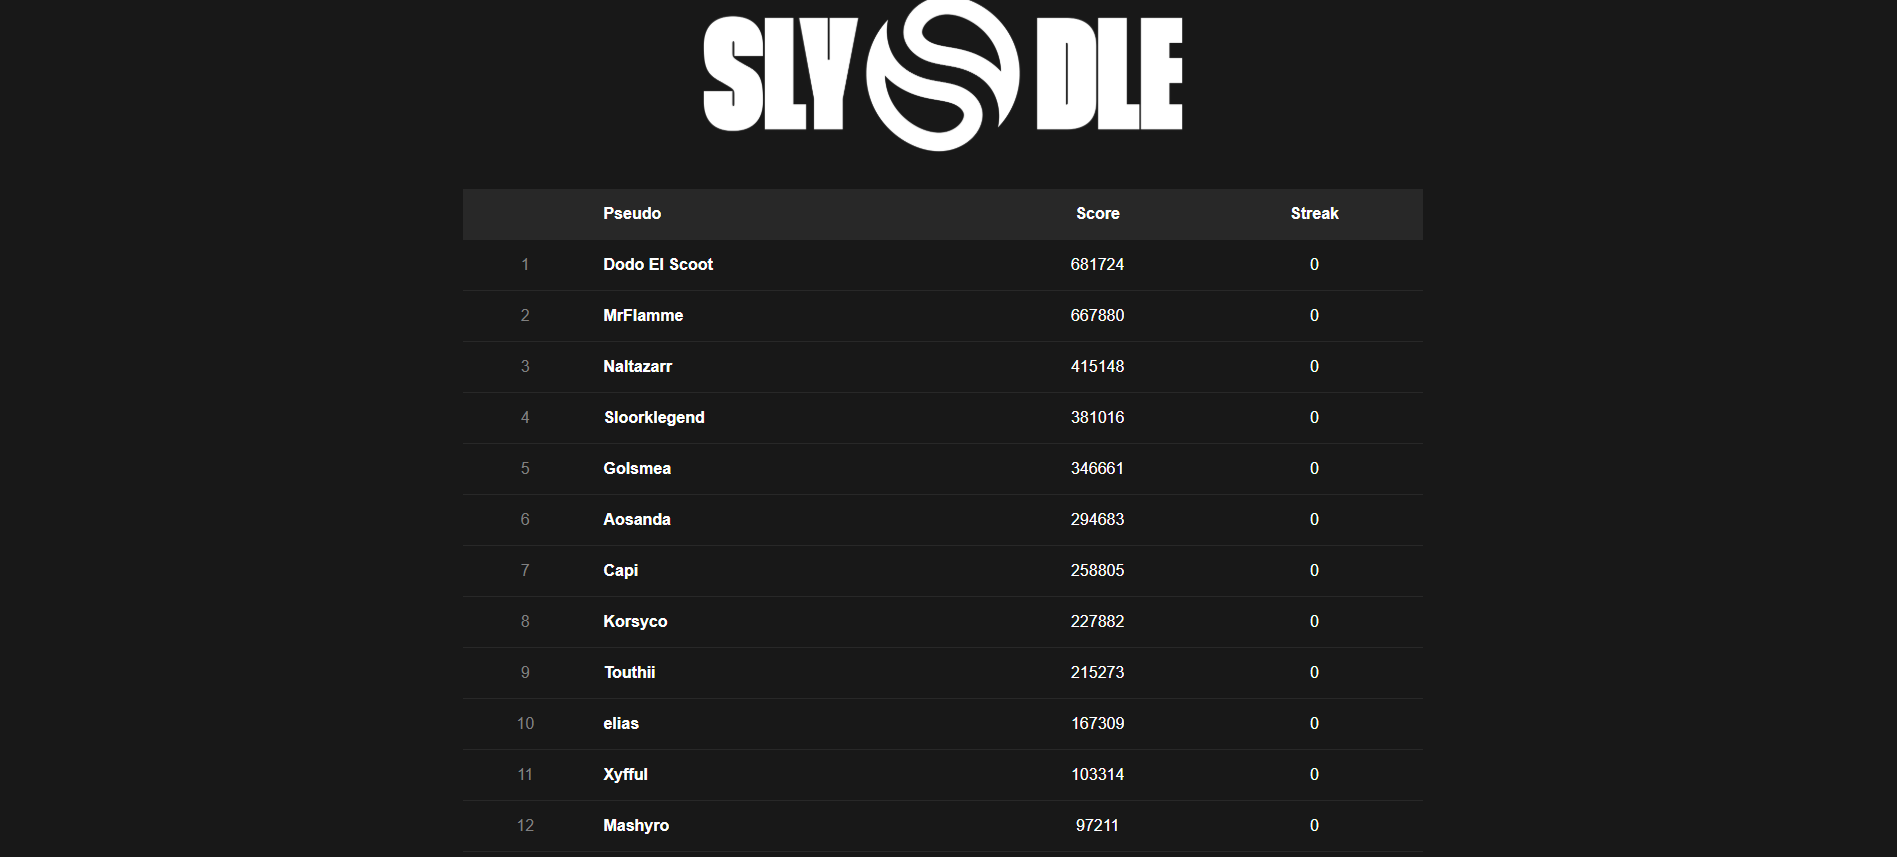 SLYSDLE
Pseudo Score Streak
1 Dodo El Scoot 681724 0
2 MrFlamme 667880 0
3 Naltazarr 415148 0
4 Sloorklegend 381016 0
5 Golsmea 346661 0
6 Aosanda 294683 0
7 Capi 258805 0
8 Korsyco 227882 0
9 Touthii 215273 0
10 elias 167309 0
11 Xyfful 103314 0
12 Mashyro 97211 0